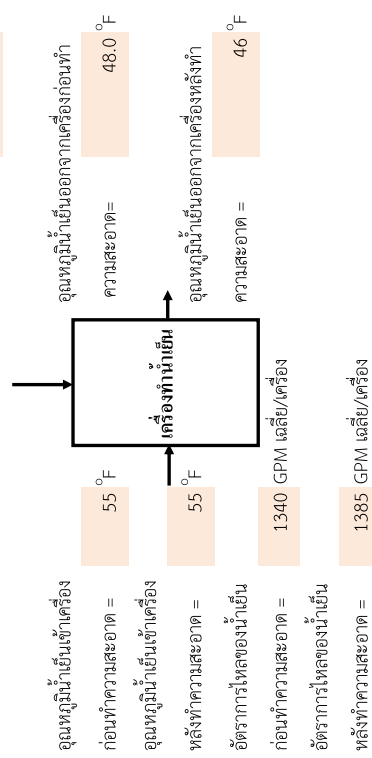 อุณหภูมิน้ำเย็นเข้าเครื่อง
ก่อนทำความสะอาด = 55 °F
อุณหภูมิน้ำเย็นเข้าเครื่อง
หลังทำความสะอาด = 55 °F
อัตราการไหลของน้ำเย็น
ก่อนทำความสะอาด = 1340 GPM เฉลี่ย/เครื่อง
อัตราการไหลของน้ำเย็น
หลังทำความสะอาด = 1385 GPM เฉลี่ย/เครื่อง
เครื่องทำน้ำเย็น
อุณหภูมิน้ำเย็นออกจากเครื่องก่อนทำ
ความสะอาด= 48.0 °F
อุณหภูมิน้ำเย็นออกจากเครื่องหลังทำ
ความสะอาด = 46 °F